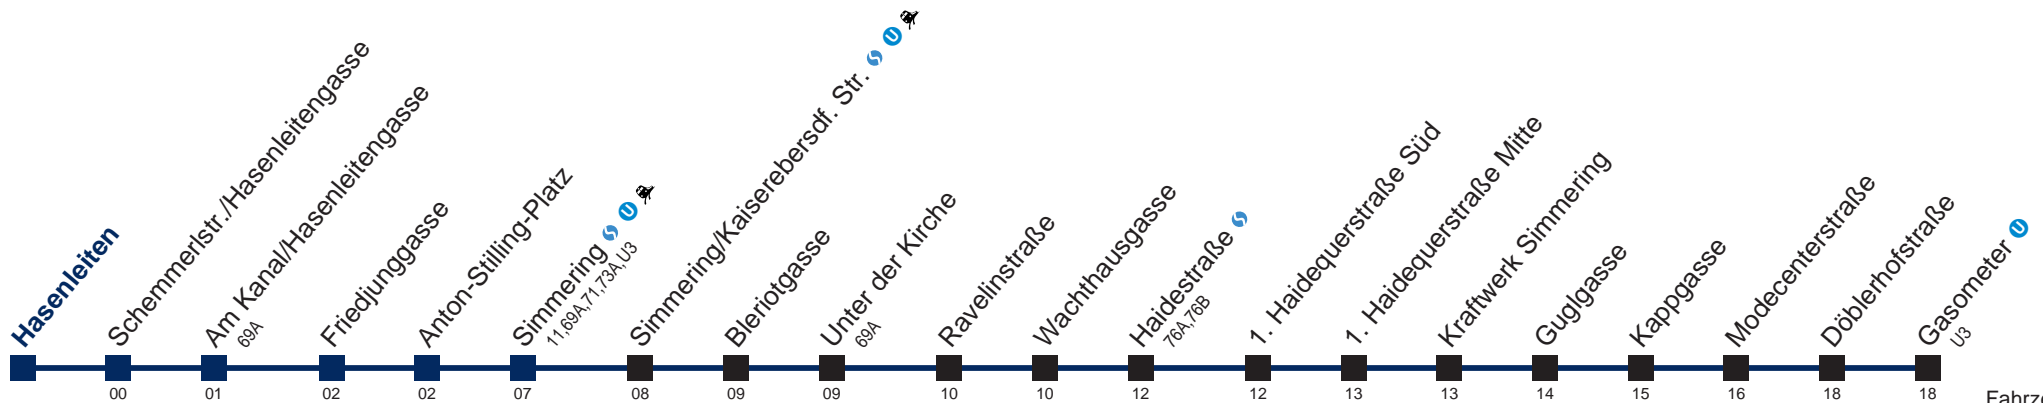 Hasenleiten
Schemmerlstr./Hasenleitengasse
Am Kanal/Hasenleitengasse
69A
Friedjunggasse
Anton-Stilling-Platz
Simmering S U
11,69A,71,73A,U3
Simmering/Kaiserebersdf. Str. S U
Bleriotgasse
Unter der Kirche
69A
Ravelinstraße
Wachthausgasse
Haidestraße S
76A,76B
1. Haidequerstraße Süd
1. Haidequerstraße Mitte
Kraftwerk Simmering
Guglgasse
Kappgasse
Modecenterstraße
Döblerhofstraße
Gasometer U
U3
00 01 02 02 07 08 09 09 10 10 12 12 13 13 14 15 16 18 18